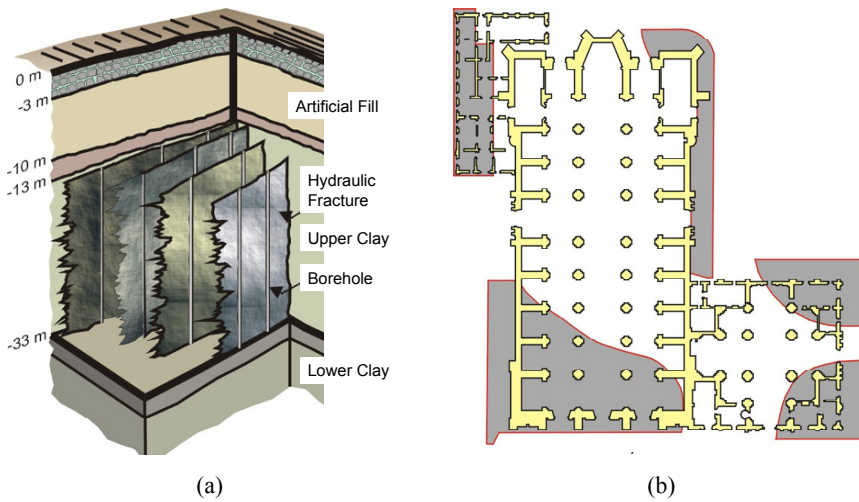 0 m
-3 m
Artificial Fill
-10 m
-13 m
Hydraulic
Fracture
Upper Clay
Borehole
-33 m
Lower Clay
(a)
(b)